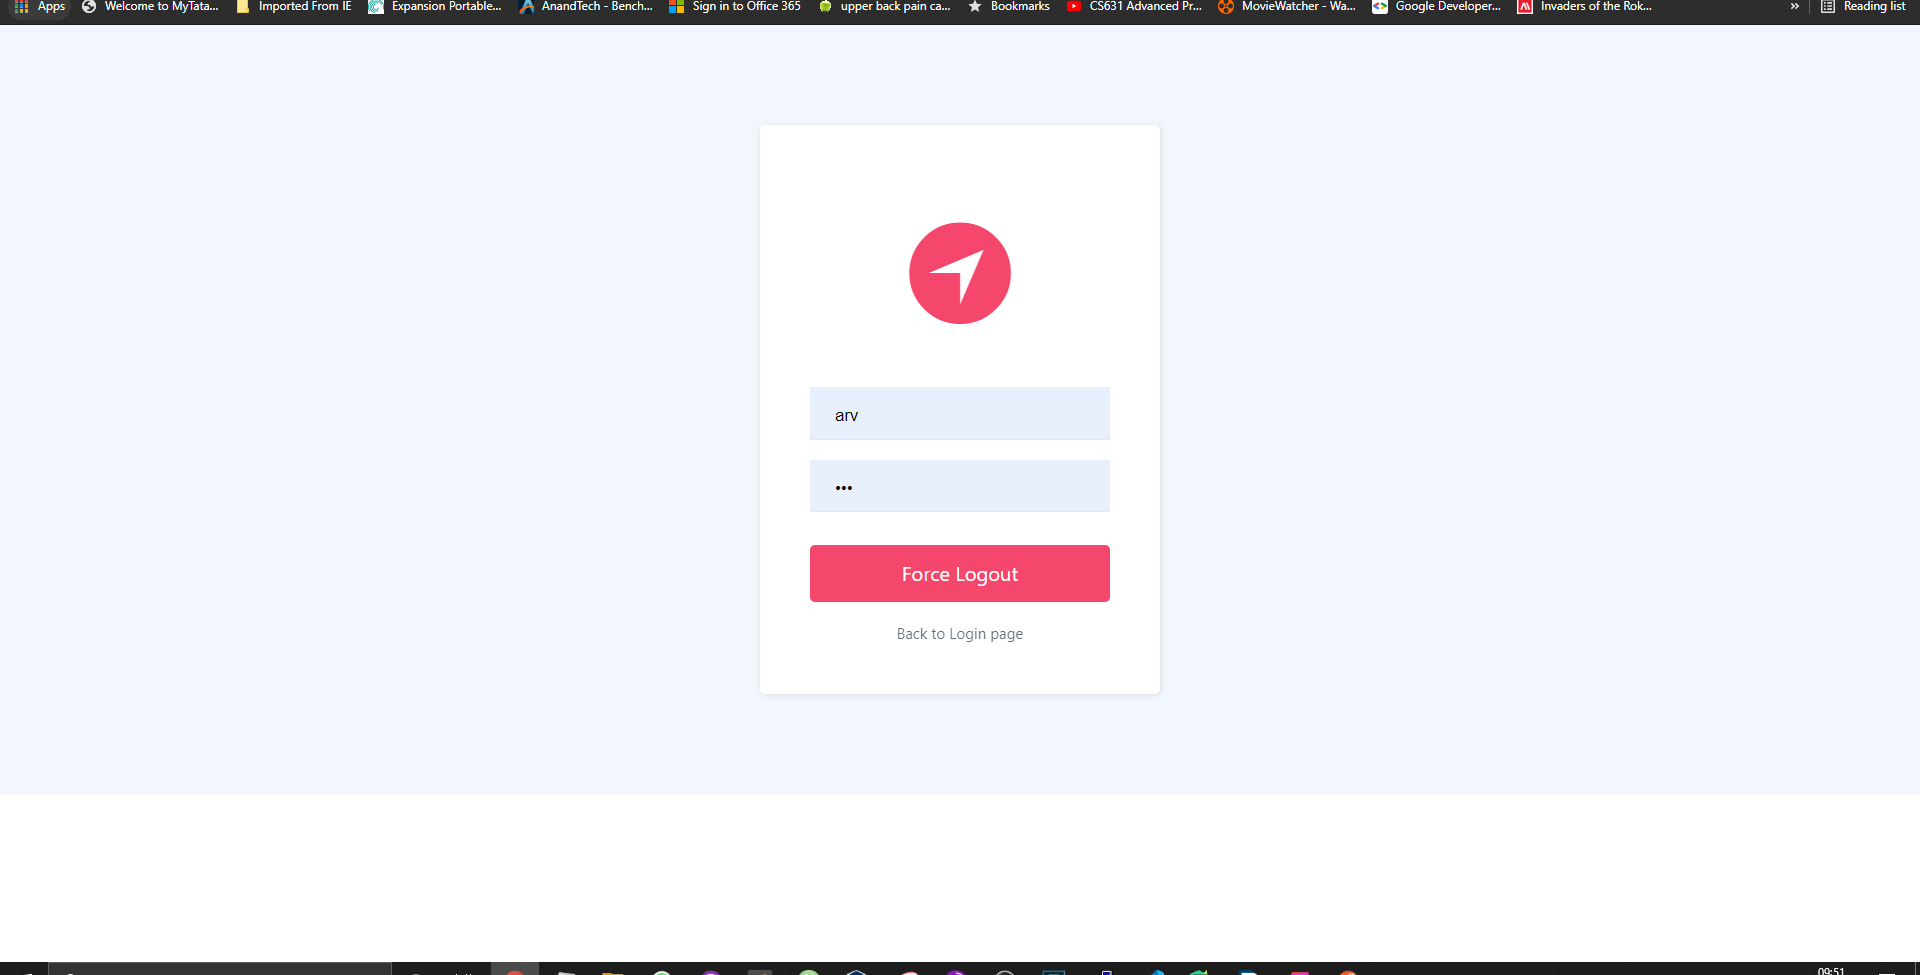 Apps Welcome to MyTata... Imported From IE Expansion Portable... AnandTech - Bench... Sign in to Office 365 upper back pain ca... Bookmarks CS631 Advanced Pr... MovieWatcher - Wa... Google Developer... Invaders of the Rok... » Reading list
arv
•••
Force Logout
Back to Login page
09:51